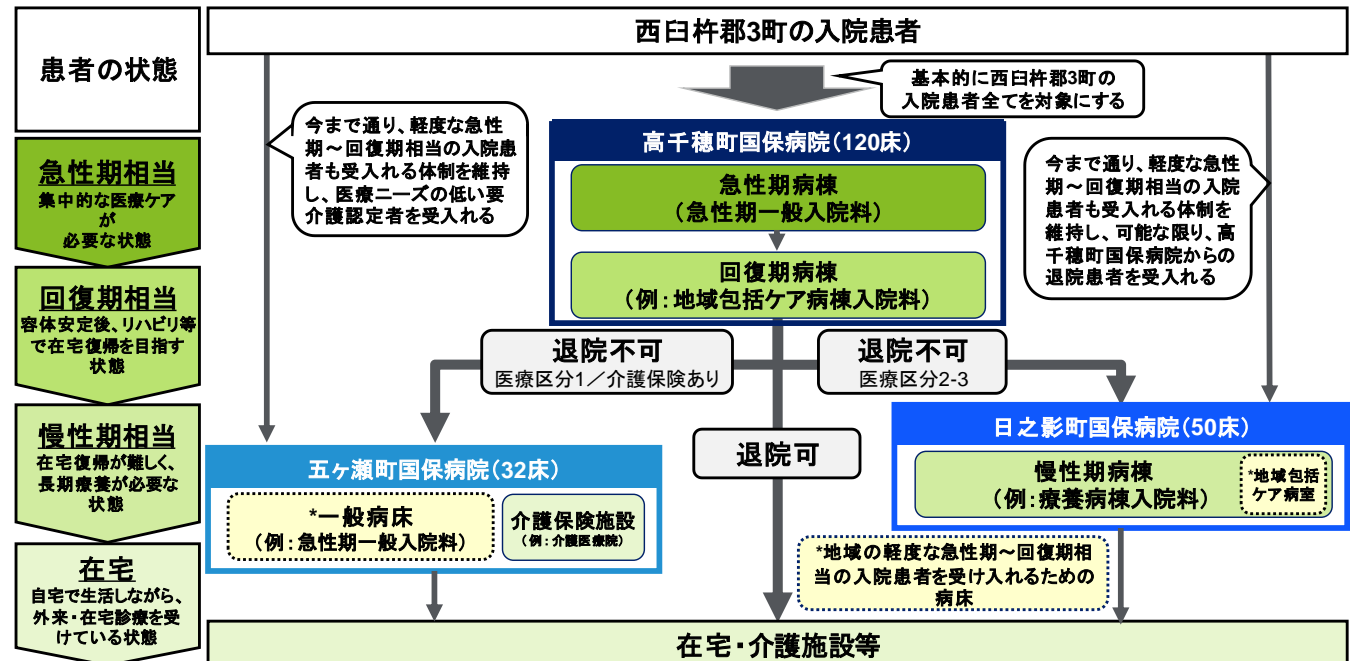 患者の状態
急性期相当
集中的な医療ケア
が
必要な状態
回復期相当
容体安定後、リハビリ等
で在宅復帰を目指す
状態
慢性期相当
在宅復帰が難しく、
長期療養が必要な
状態
在宅
自宅で生活しながら、
外来・在宅診療を受
けている状態
西臼杵郡3町の入院患者
基本的に西臼杵郡3町の
入院患者全てを対象にする
今まで通り、軽度な急性
期～回復期相当の入院患
者も受入れる体制を維持
し、医療ニーズの低い要
介護認定者を受入れる
高千穂町国保病院（120床）
急性期病棟
（急性期一般入院料）
回復期病棟
（例：地域包括ケア病棟入院料）
今まで通り、軽度な急性
期～回復期相当の入院
患者も受入れる体制を
維持し、可能な限り、高
千穂町国保病院からの
退院患者を受入れる
退院不可
医療区分1／介護保険あり
退院不可
医療区分2-3
退院可
五ヶ瀬町国保病院（32床）
*一般病床
（例：急性期一般入院料）
介護保険施設
（例：介護医療院）
日之影町国保病院（50床）
慢性期病棟
（例：療養病棟入院料）
*地域包括
ケア病室
*地域の軽度な急性期～回復期相
当の入院患者を受け入れるための
病床
在宅・介護施設等